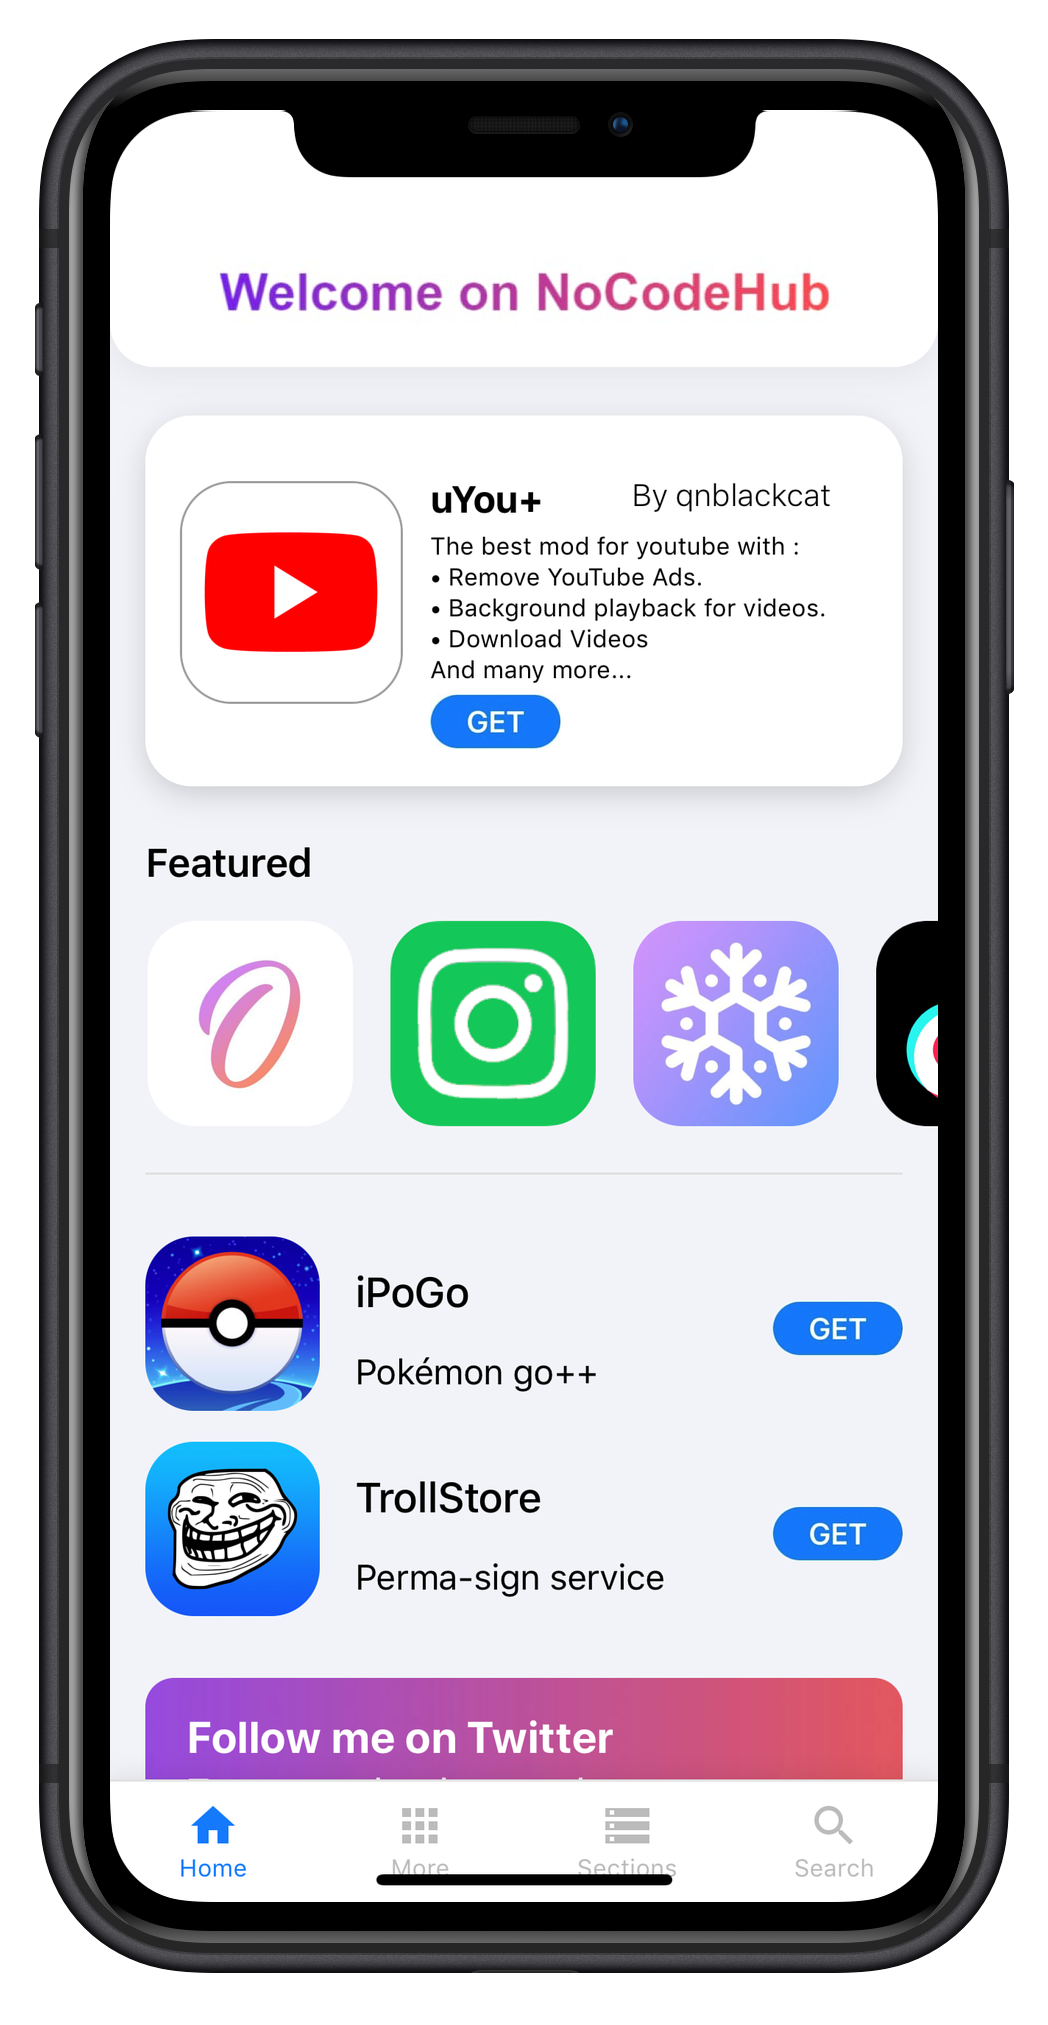 Welcome on NoCodeHub
uYou+ By qnblackcat
The best mod for youtube with :
• Remove YouTube Ads.
• Background playback for videos.
• Download Videos
And many more...
GET
Featured
iPoGo
GET
Pokémon go++
TrollStore
GET
Perma-sign service
Follow me on Twitter
Home More Sections Search